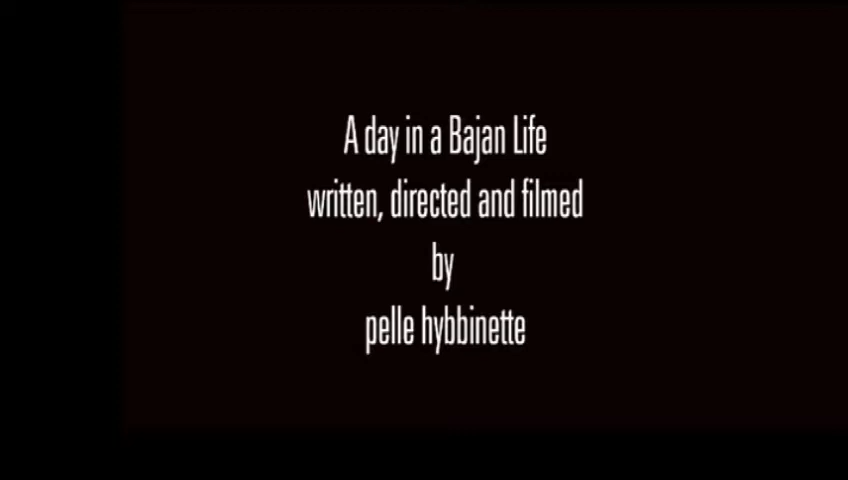 A day in a Bajan Life
written, directed and filmed
by
pelle hybbinette